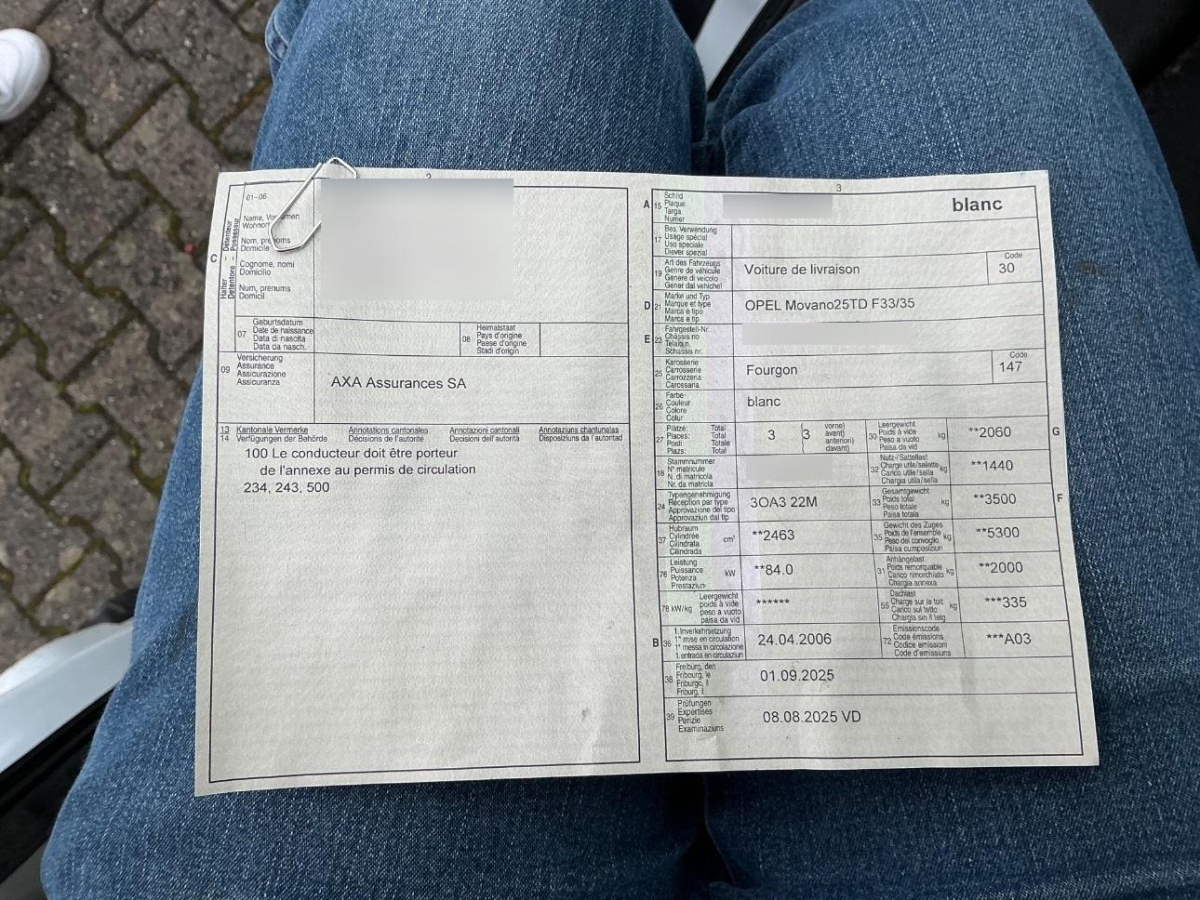 2
01-06
Name, Vornamen
Wohnort
Nom, prénoms
Domicile
Cognome, nomi
Domicilio
Num, prenums
Domicil
C
Halter
Détenteur
Detentore
Possessur
07
Geburtsdatum
Date de naissance
Data di nascita
Data da nasch.
08
Heimatstaat
Pays d'origine
Paese d'origine
Stadi d'origin
09
Versicherung
Assurance
Assicurazione
Assicuranza
AXA Assurances SA
13 Kantonale Vermerke Annotations cantonales Annotazioni cantonali Annotaziuns chantunalas
14 Verfügungen der Behörde Décisions de l'autorité Decisioni dell'autorità Disposiziuns da l'autoritad
100 Le conducteur doit être porteur
de l'annexe au permis de circulation
234, 243, 500
3
A 15
Schild
Plaque
Targa
Numer
blanc
17
Bes. Verwendung
Usage spécial
Uso speciale
Diever spezial
19
Art des Fahrzeugs
Genre de véhicule
Genere di veicolo
Gener dal vehichel
Voiture de livraison
Code
30
D 21
Marke und Typ
Marque et type
Marca e tipo
Marca e tip
OPEL Movano25TD F33/35
E 23
Fahrgestell-Nr.
Châssis no
Telaio n.
Schassis nr.
25
Karosserie
Carrosserie
Carrozzeria
Carossaria
Fourgon
Code
147
26
Farbe
Couleur
Colore
Colur
blanc
27
Plätze: Total
Places: Total
Posti: Totale
Plazs: Total
3 (3
vorne)
avant)
anteriori)
davant)
30
Leergewicht
Poids à vide
Peso a vuoto
Paisa da vid
kg
**2060
G
18
Stammnummer
N° matricule
N. di matricola
Nr. da matricla
32
Nutz-/Sattellast
Charge utile/sellette
Carico utile/sella
Chargia utila/sella
kg
**1440
24
Typengenehmigung
Réception par type
Approvazione del tipo
Approvaziun dal tip
3OA3 22M
33
Gesamtgewicht
Poids total
Peso totale
Paisa totala
kg
**3500
F
37
Hubraum
Cylindrée
Cilindrata
Cilindrada
cm³
**2463
35
Gewicht des Zuges
Poids de l'ensemble
Peso del convoglio
Paisa cumposiziun
kg
**5300
76
Leistung
Puissance
Potenza
Prestaziun
kW
**84.0
31
Anhängelast
Poids remorquable
Carico rimorchiato
Chargia annexa
kg
**2000
78 kW/kg
Leergewicht
poids à vide
peso a vuoto
paisa da vid
******
55
Dachlast
Charge sur le toit
Carico sul tetto
Chargia sin il tetg
kg
***335
B 36
1. Inverkehrsetzung
1re mise en circulation
1a messa in circolazione
1. entrada en circulaziun
24.04.2006
72
Emissionscode
Code émissions
Codice emissioni
Code d'emissiuns
***A03
38
Freiburg, den
Fribourg, le
Friburgo, il
Friburg, il
01.09.2025
39
Prüfungen
Expertises
Perizie
Examinaziuns
08.08.2025 VD